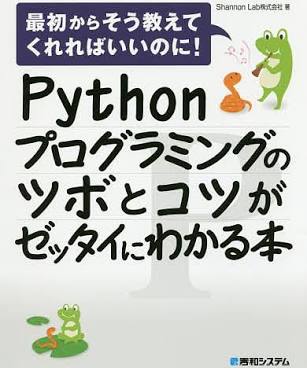 Shannon Lab株式会社 著
最初からそう教えて
くれればいいのに!
Python
プログラミングの
ツボとコツが
ゼッタイにわかる本
P
秀和システム